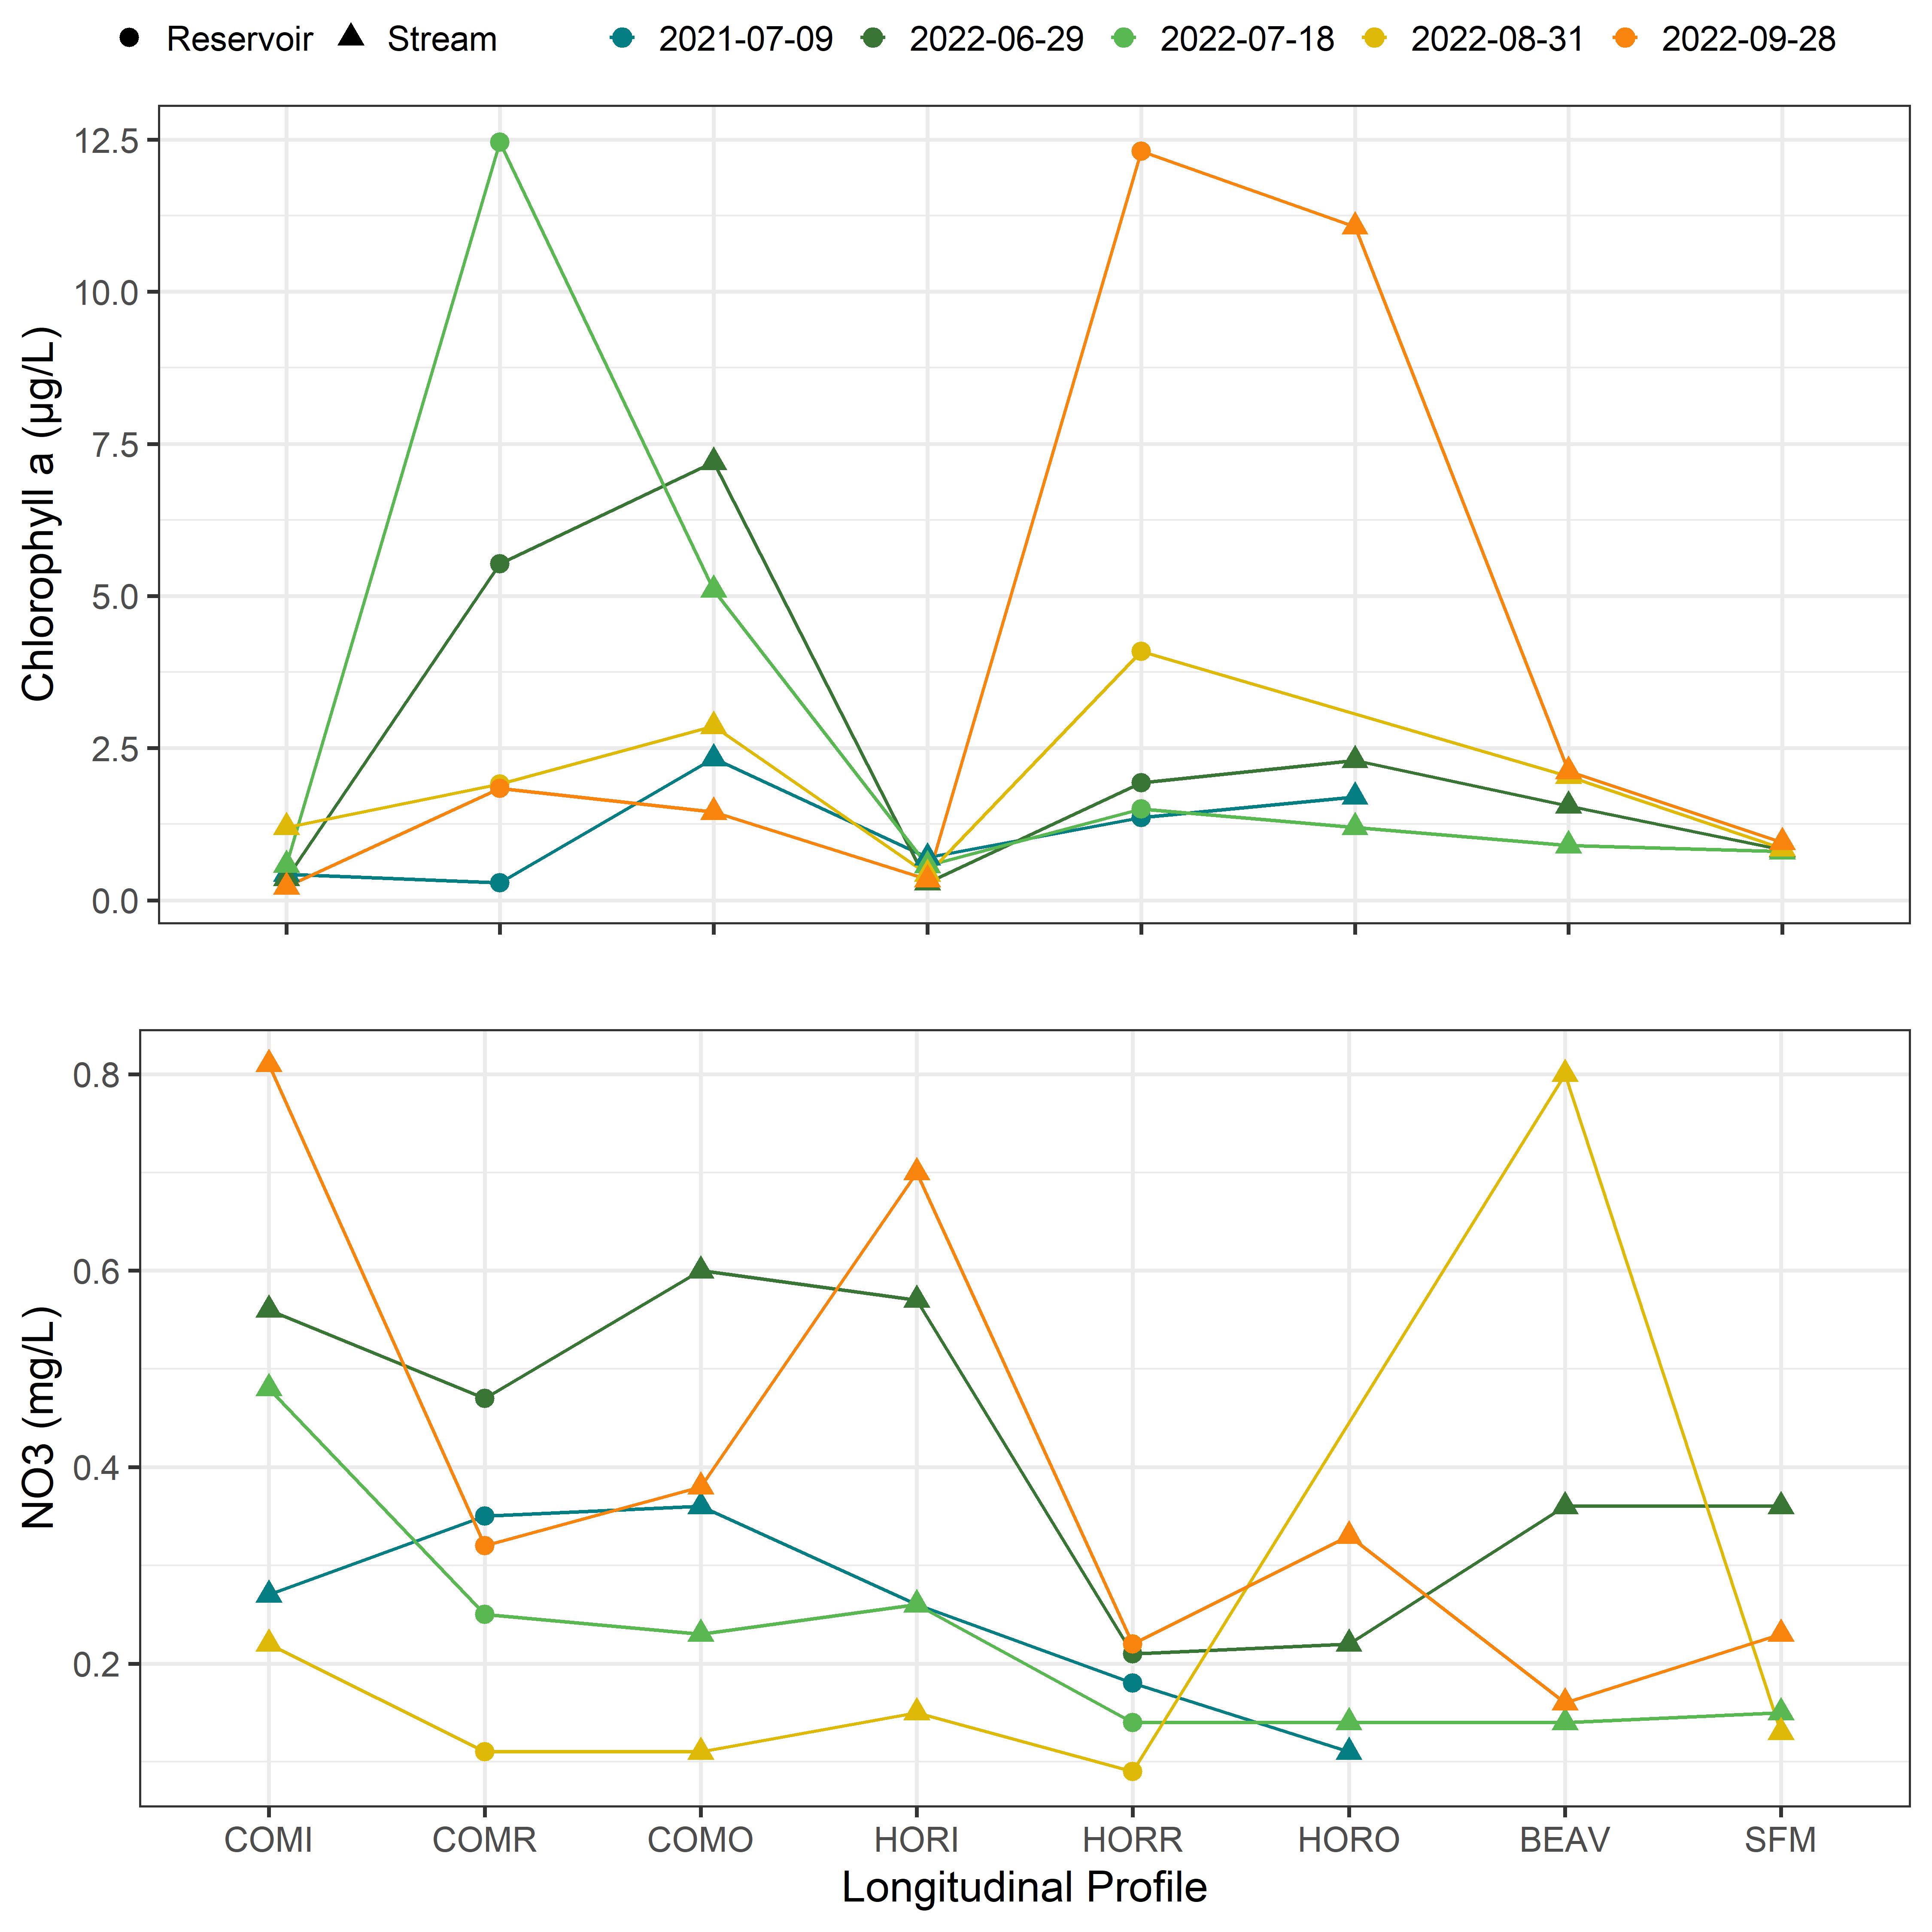 Reservoir Stream 2021-07-09 2022-06-29 2022-07-18 2022-08-31 2022-09-28
Chlorophyll a (µg/L)
12.5
10.0
7.5
5.0
2.5
0.0
NO3 (mg/L)
0.8
0.6
0.4
0.2
COMI COMR COMO HORI HORR HORO BEAV SFM
Longitudinal Profile